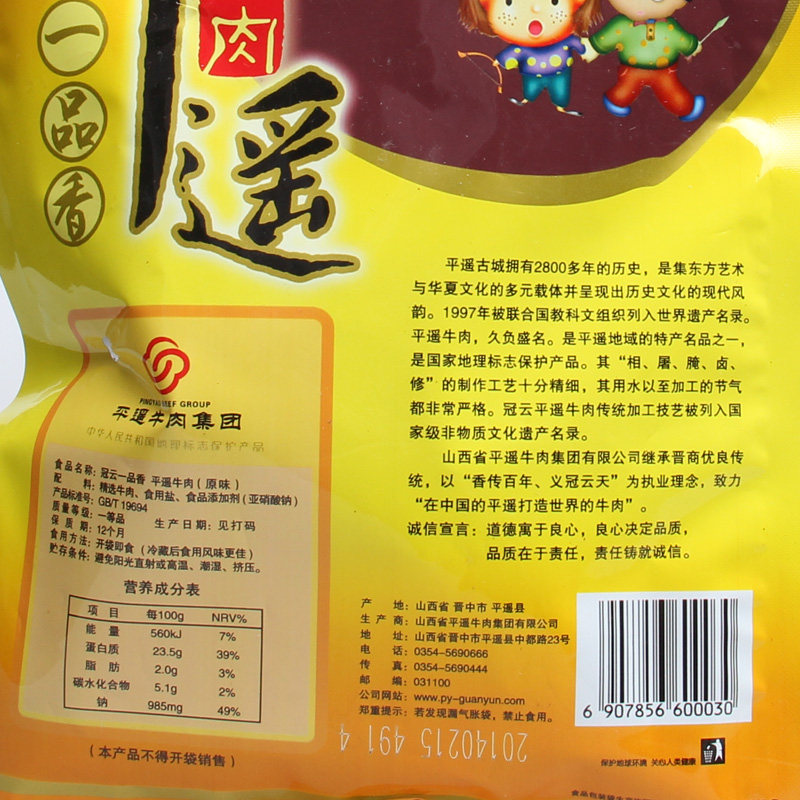 一品香
肉
遥
平遥古城拥有2800多年的历史，是集东方艺术
与华夏文化的多元载体并呈现出历史文化的现代风
韵。1997年被联合国教科文组织列入世界遗产名录。
平遥牛肉，久负盛名。是平遥地域的特产名品之一，
是国家地理标志保护产品。其“相、屠、腌、卤、
修”的制作工艺十分精细，其用水以至加工的节气
都非常严格。冠云平遥牛肉传统加工技艺被列入国
家级非物质文化遗产名录。
山西省平遥牛肉集团有限公司继承晋商优良传
统，以“香传百年、义冠云天”为执业理念，致力
“在中国的平遥打造世界的牛肉”。
诚信宣言：道德寓于良心，良心决定品质，
品质在于责任，责任铸就诚信。
PINGYAO BEEF GROUP
平遥牛肉集团
中华人民共和国地理标志保护产品
食品名称：冠云一品香 平遥牛肉（原味）
配 料：精选牛肉、食用盐、食品添加剂（亚硝酸钠）
产品标准号：GB/T 19694
质量等级：一等品
生产日期：见打码
保 质 期：12个月
食用方法：开袋即食（冷藏后食用风味更佳）
贮存条件：避免阳光直射或高温、潮湿、挤压。
营养成分表
项 目 每100g NRV%
能 量 560kJ 7%
蛋白质 23.5g 39%
脂 肪 2.0g 3%
碳水化合物 5.1g 2%
钠 985mg 49%
（本产品不得开袋销售）
产 地：山西省 晋中市 平遥县
生 产 商：山西省平遥牛肉集团有限公司
地 址：山西省晋中市平遥县中都路23号
电 话：0354-5690666
传 真：0354-5690444
邮 编：031100
公司网站：www.py-guanyun.com
郑重提示：若发现漏气胀袋，禁止食用。
20140215 491 4
6 907856 600030
保护地球环境 关心人类健康